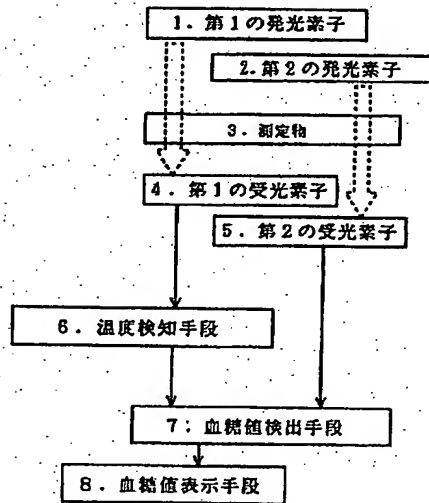 1. 第1の発光素子
2. 第2の発光素子
3. 測定物
4. 第1の受光素子
5. 第2の受光素子
6. 温度検知手段
7; 血糖値検出手段
8. 血糖値表示手段